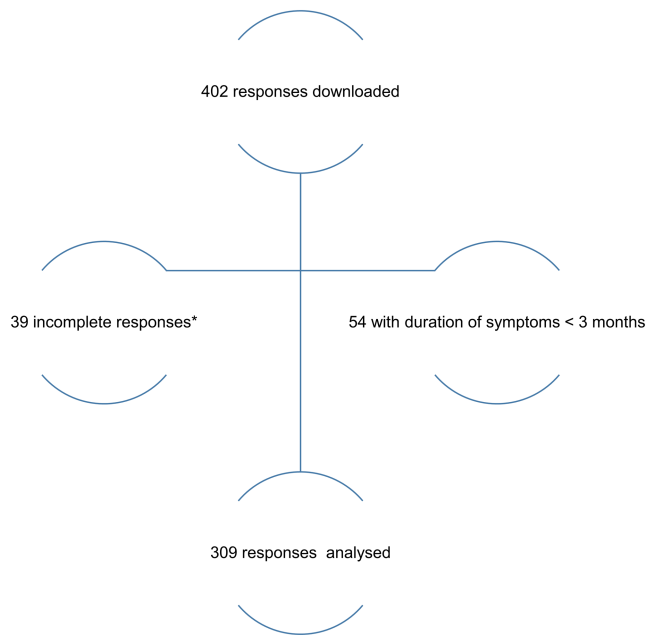 402 responses downloaded
39 incomplete responses*
54 with duration of symptoms < 3 months
309 responses  analysed